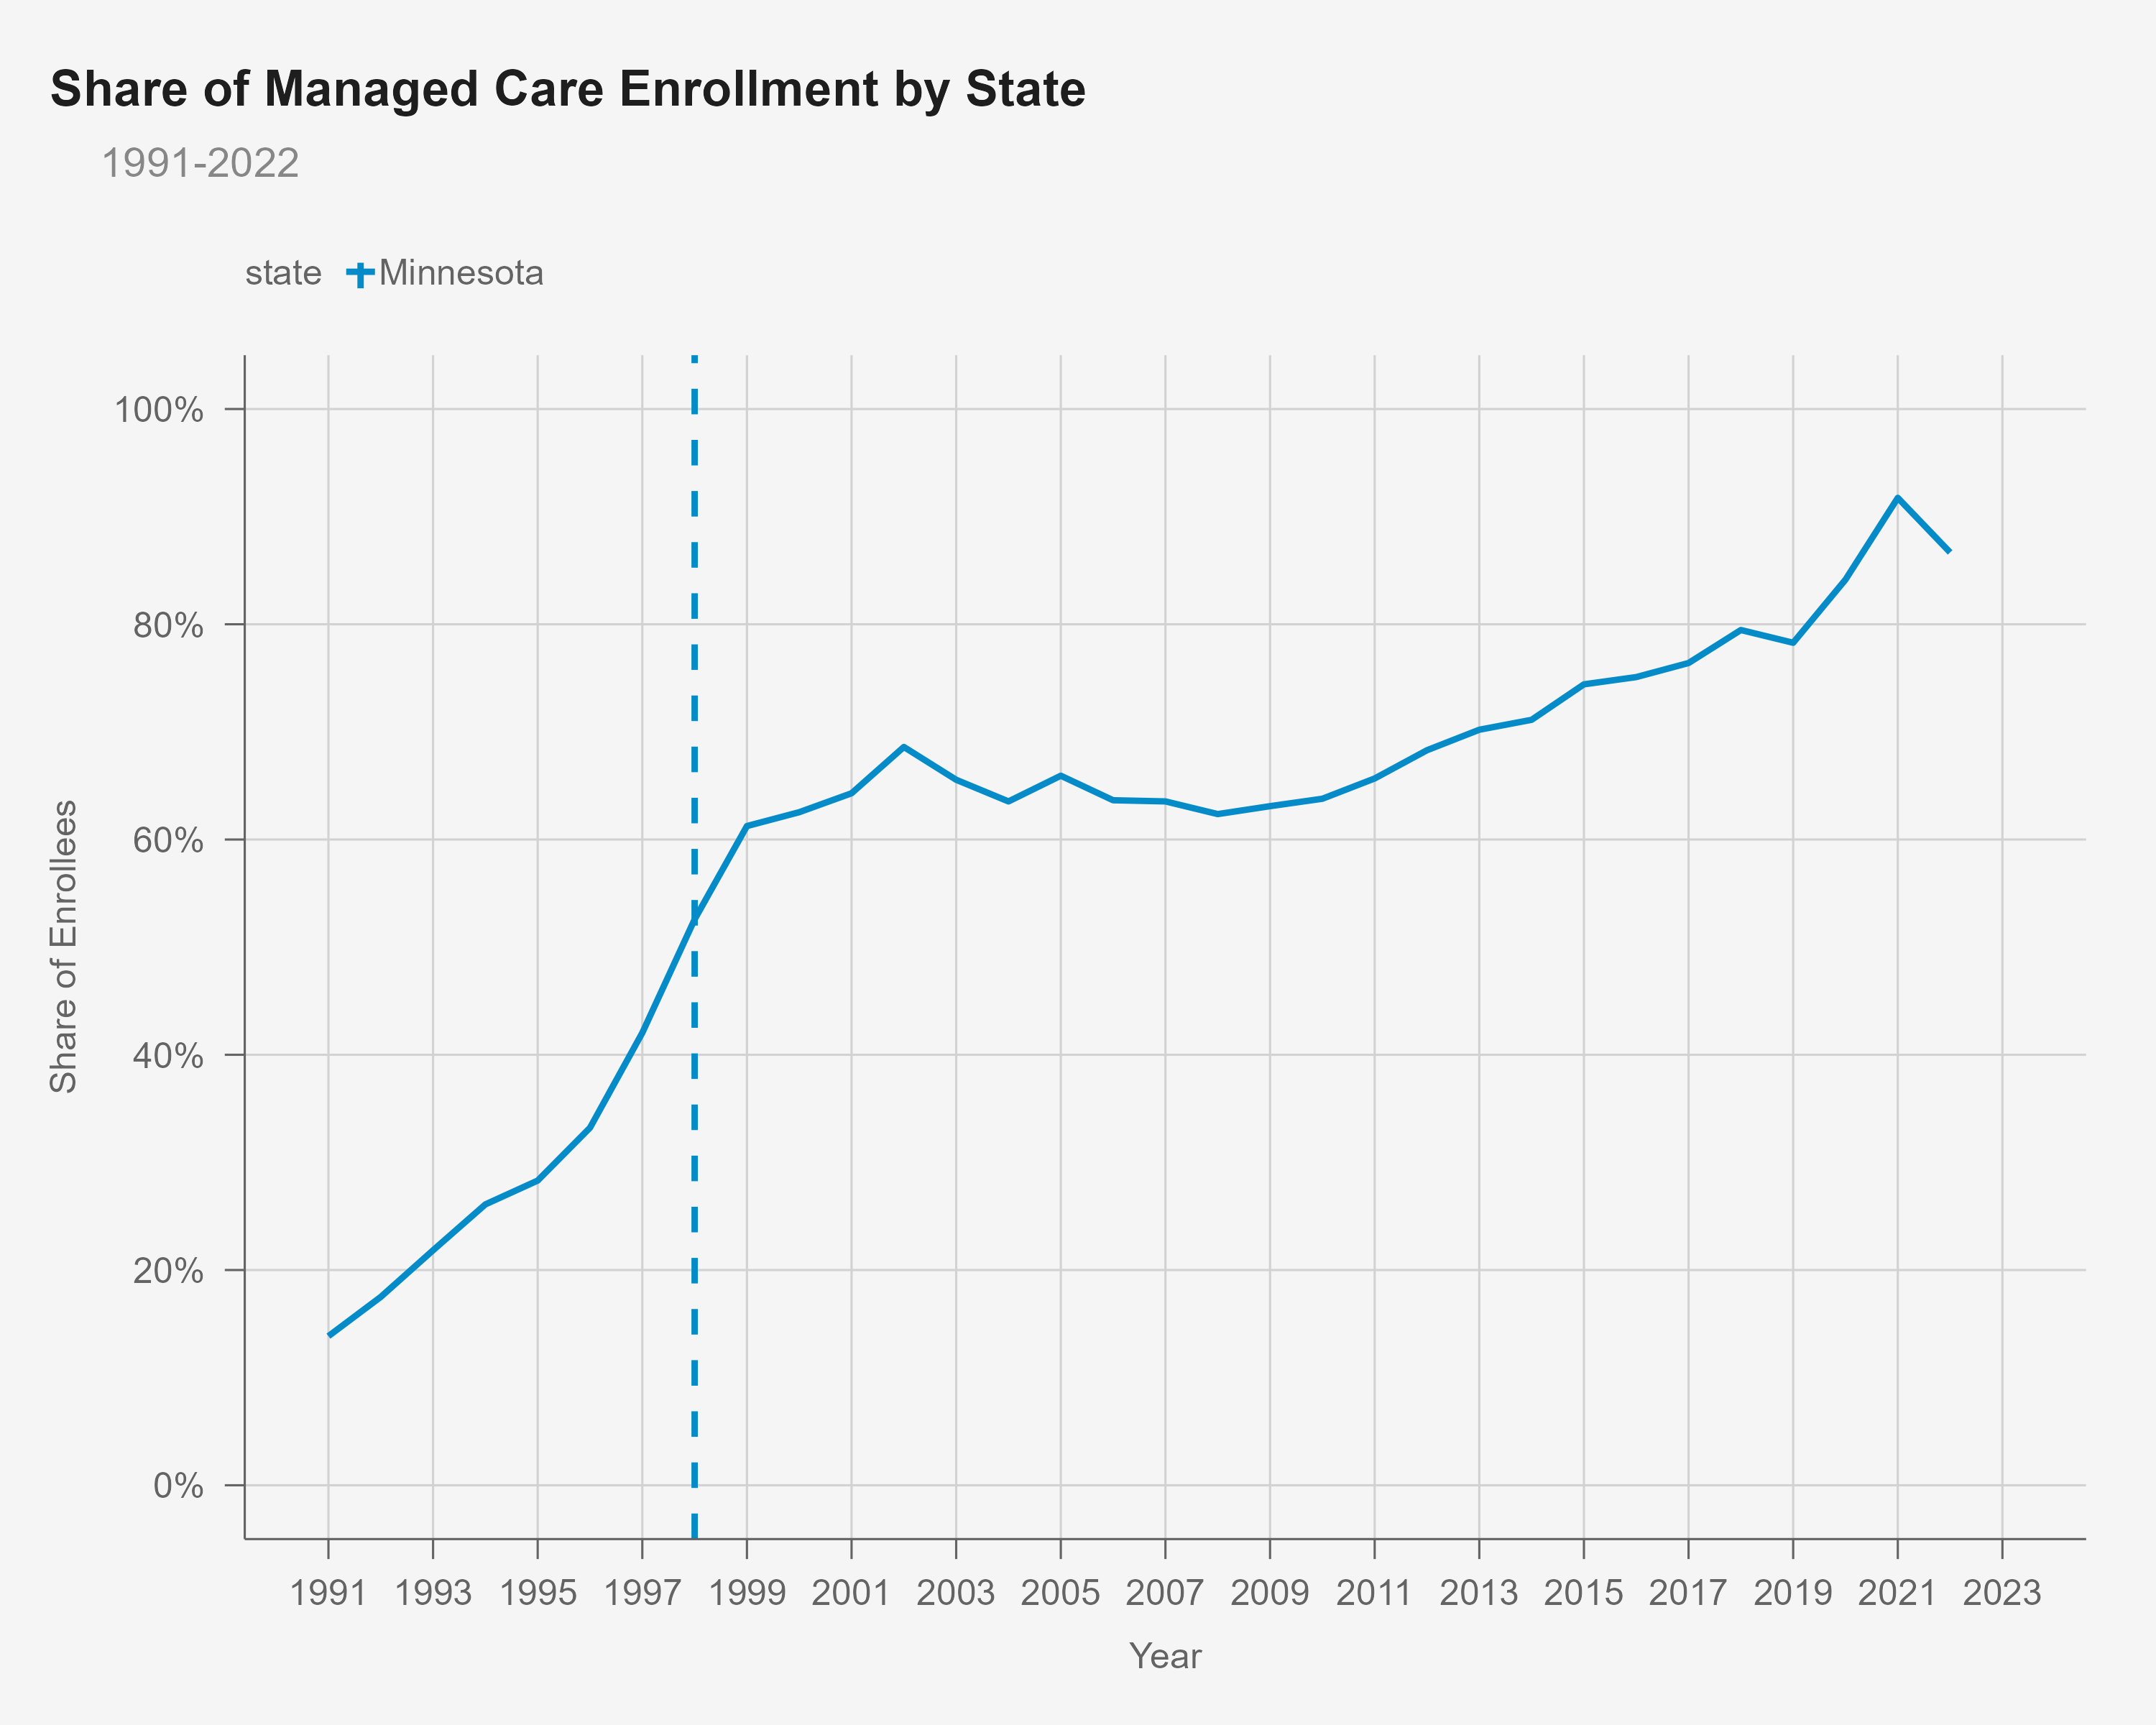 Share of Managed Care Enrollment by State
1991-2022
state Minnesota
100%
80%
60%
40%
20%
0%
Share of Enrollees
1991 1993 1995 1997 1999 2001 2003 2005 2007 2009 2011 2013 2015 2017 2019 2021 2023
Year